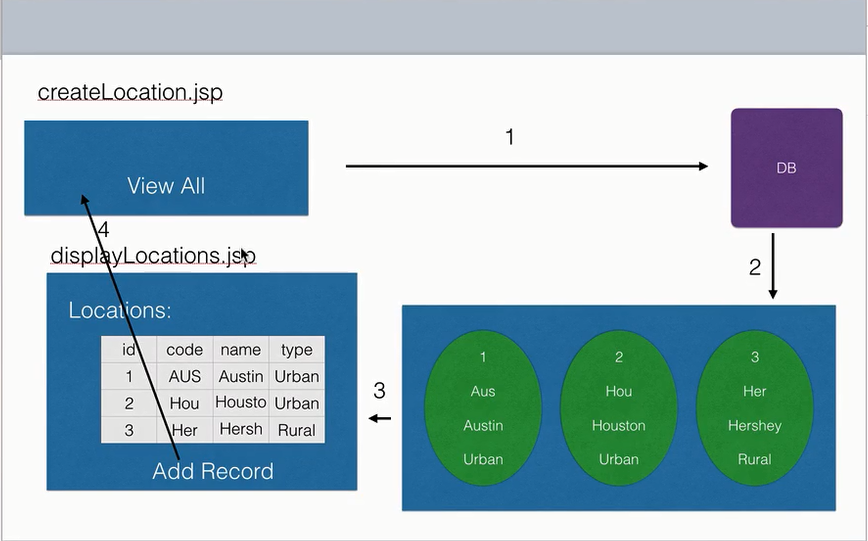 createLocation.jsp
View All
1
DB
2
4
displayLocations.jsp
Locations:
id code name type
1 AUS Austin Urban
2 Hou Housto Urban
3 Her Hersh Rural
Add Record
3
1
Aus
Austin
Urban
2
Hou
Houston
Urban
3
Her
Hershey
Rural